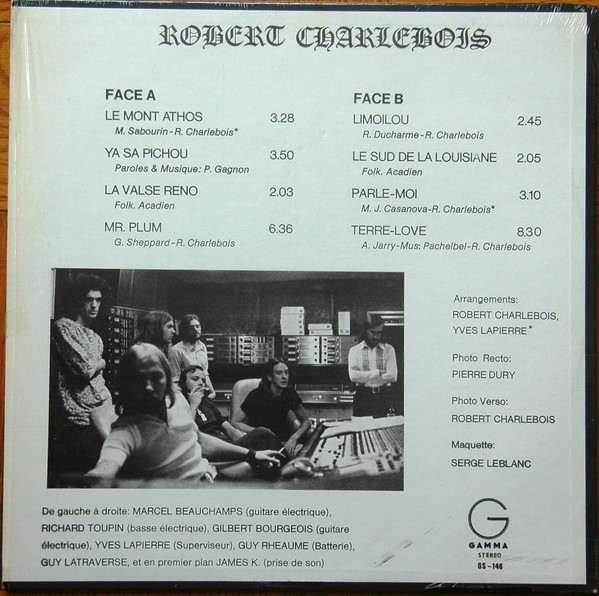 ROBERT CHARLEBOIS
FACE A
LE MONT ATHOS 3.28
M. Sabourin-R. Charlebois*
YA SA PICHOU 3.50
Paroles & Musique: P. Gagnon
LA VALSE RENO 2.03
Folk. Acadien
MR. PLUM 6.36
G. Sheppard-R. Charlebois
FACE B
LIMOILOU 2.45
R. Ducharme-R. Charlebois
LE SUD DE LA LOUISIANE 2.05
Folk. Acadien
PARLE-MOI 3.10
M. J. Casanova-R. Charlebois*
TERRE-LOVE 8,30
A. Jarry-Mus: Pachelbel-R. Charlebois
Arrangements:
ROBERT CHARLEBOIS,
YVES LAPIERRE*
Photo Recto:
PIERRE DURY
Photo Verso:
ROBERT CHARLEBOIS
Maquette:
SERGE LEBLANC
De gauche à droite: MARCEL BEAUCHAMPS (guitare électrique),
RICHARD TOUPIN (basse électrique), GILBERT BOURGEOIS (guitare
électrique), YVES LAPIERRE (Superviseur), GUY RHEAUME (Batterie),
GUY LATRAVERSE, et en premier plan JAMES K. (prise de son)
G
GAMMA
STEREO
GS-146